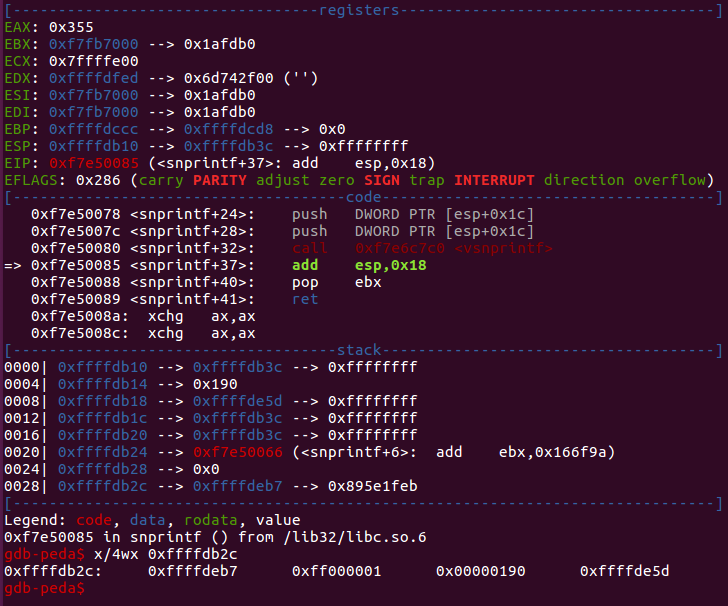 [----------------------------------registers-----------------------------------]
EAX: 0x355
EBX: 0xf7fb7000 --> 0x1afdb0
ECX: 0x7ffffe00
EDX: 0xffffdfed --> 0x6d742f00 ('')
ESI: 0xf7fb7000 --> 0x1afdb0
EDI: 0xf7fb7000 --> 0x1afdb0
EBP: 0xffffdccc --> 0xffffdcd8 --> 0x0
ESP: 0xffffdb10 --> 0xffffdb3c --> 0xffffffff
EIP: 0xf7e50085 (<snprintf+37>: add    esp,0x18)
EFLAGS: 0x286 (carry PARITY adjust zero SIGN trap INTERRUPT direction overflow)
[-------------------------------------code-------------------------------------]
   0xf7e50078 <snprintf+24>:    push   DWORD PTR [esp+0x1c]
   0xf7e5007c <snprintf+28>:    push   DWORD PTR [esp+0x1c]
   0xf7e50080 <snprintf+32>:    call   0xf7e6c7c0 <vsnprintf>
=> 0xf7e50085 <snprintf+37>:    add    esp,0x18
   0xf7e50088 <snprintf+40>:    pop    ebx
   0xf7e50089 <snprintf+41>:    ret
   0xf7e5008a:  xchg   ax,ax
   0xf7e5008c:  xchg   ax,ax
[------------------------------------stack-------------------------------------]
0000| 0xffffdb10 --> 0xffffdb3c --> 0xffffffff
0004| 0xffffdb14 --> 0x190
0008| 0xffffdb18 --> 0xffffde5d --> 0xffffffff
0012| 0xffffdb1c --> 0xffffdb3c --> 0xffffffff
0016| 0xffffdb20 --> 0xffffdb3c --> 0xffffffff
0020| 0xffffdb24 --> 0xf7e50066 (<snprintf+6>:  add    ebx,0x166f9a)
0024| 0xffffdb28 --> 0x0
0028| 0xffffdb2c --> 0xffffdeb7 --> 0x895e1feb
[------------------------------------------------------------------------------]
Legend: code, data, rodata, value
0xf7e50085 in snprintf () from /lib32/libc.so.6
gdb-peda$ x/4wx 0xffffdb2c
0xffffdb2c:     0xffffdeb7      0xff000001      0x00000190      0xffffde5d
gdb-peda$